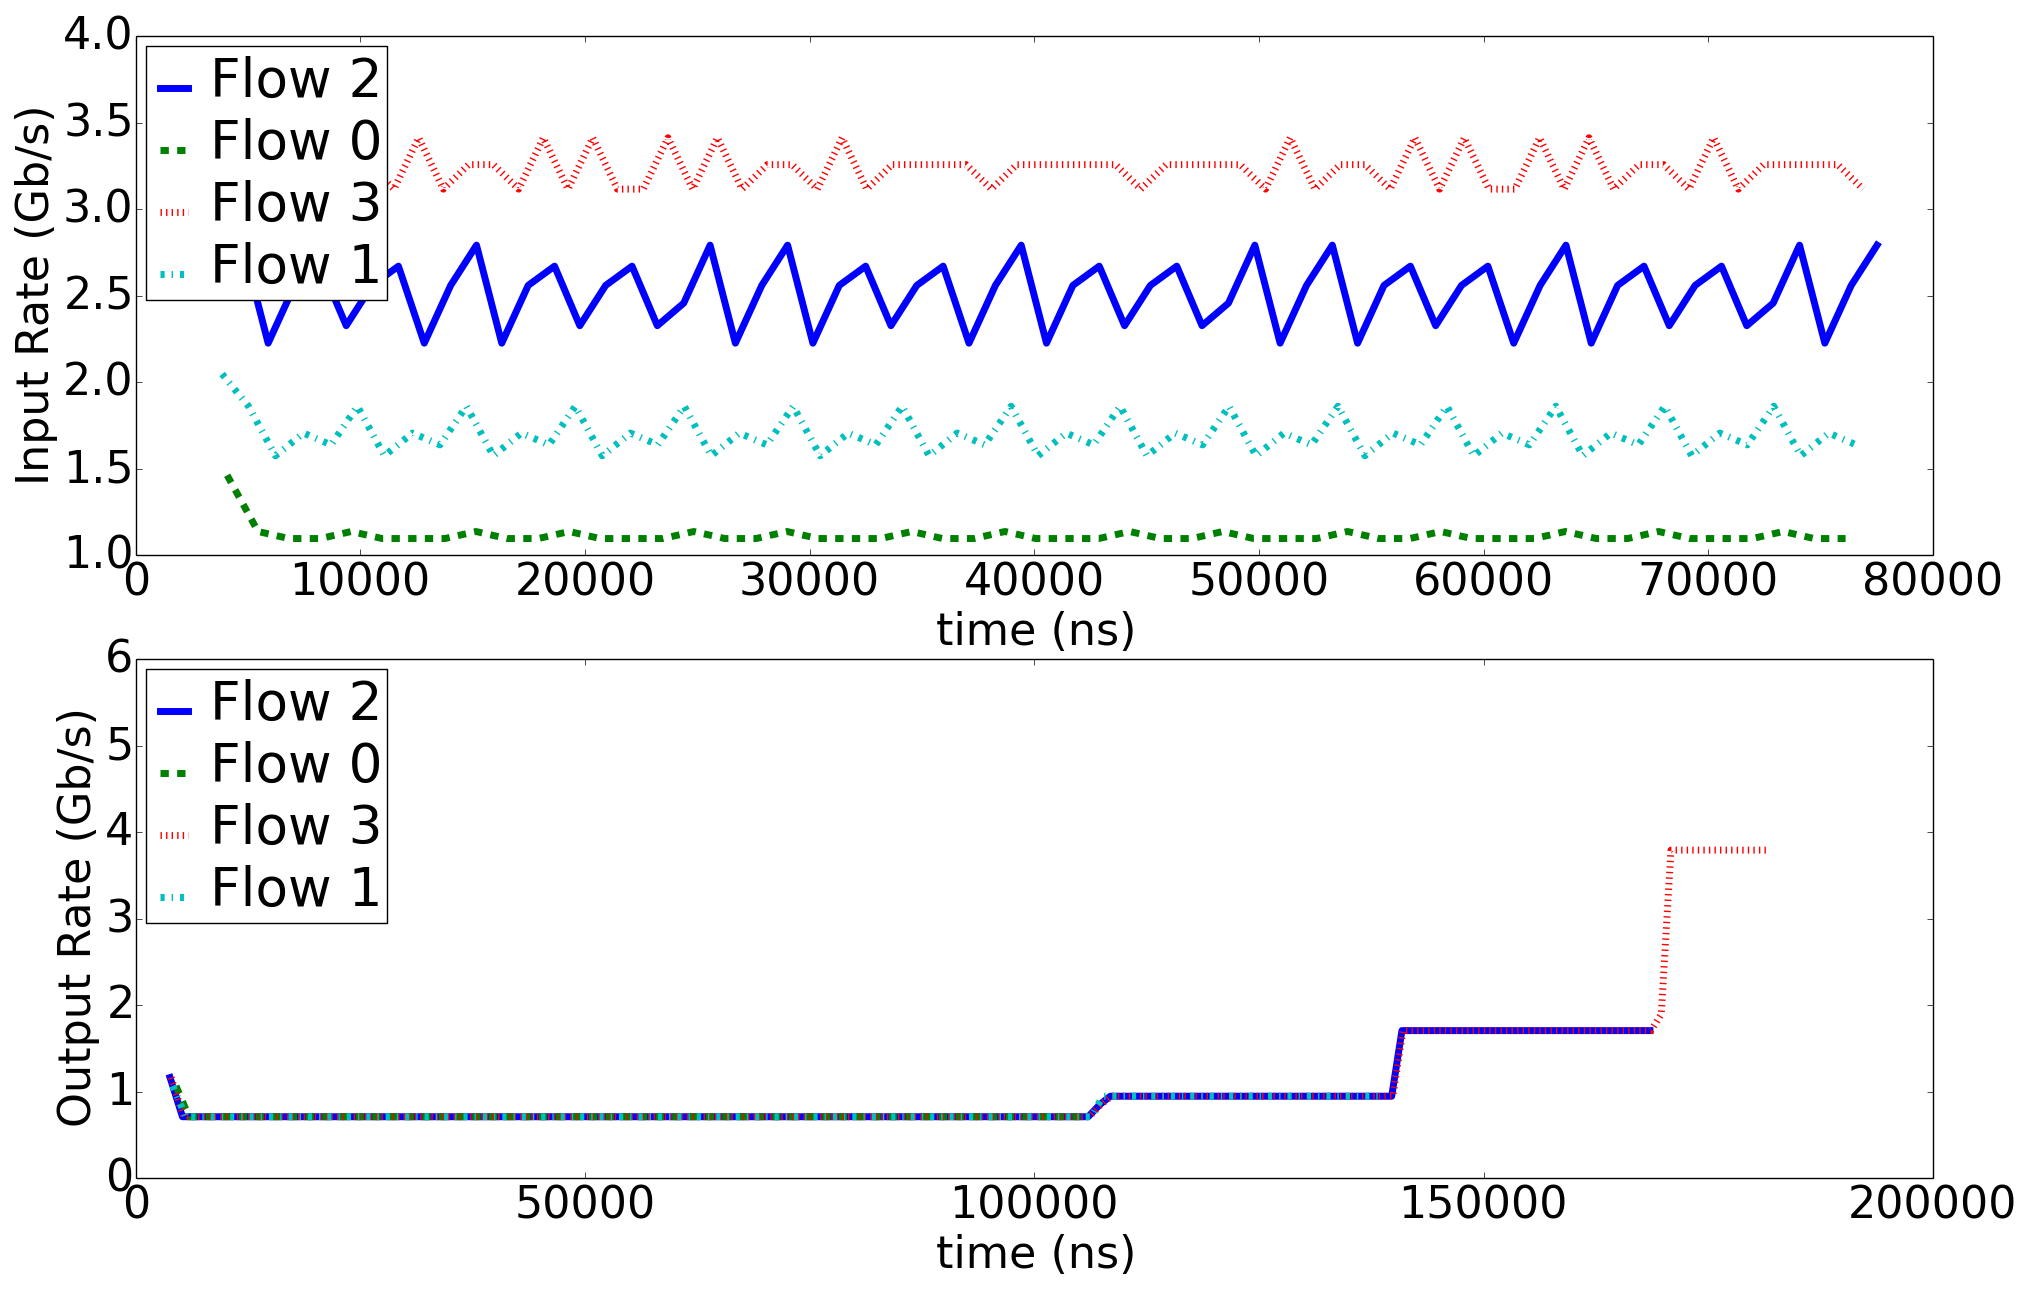 4.0
3.5
3.0
2.5
2.0
1.5
1.0
Input Rate (Gb/s)
Flow 2
Flow 0
Flow 3
Flow 1
0 10000 20000 30000 40000 50000 60000 70000 80000
time (ns)
6
5
4
3
2
1
0
Output Rate (Gb/s)
Flow 2
Flow 0
Flow 3
Flow 1
0 50000 100000 150000 200000
time (ns)